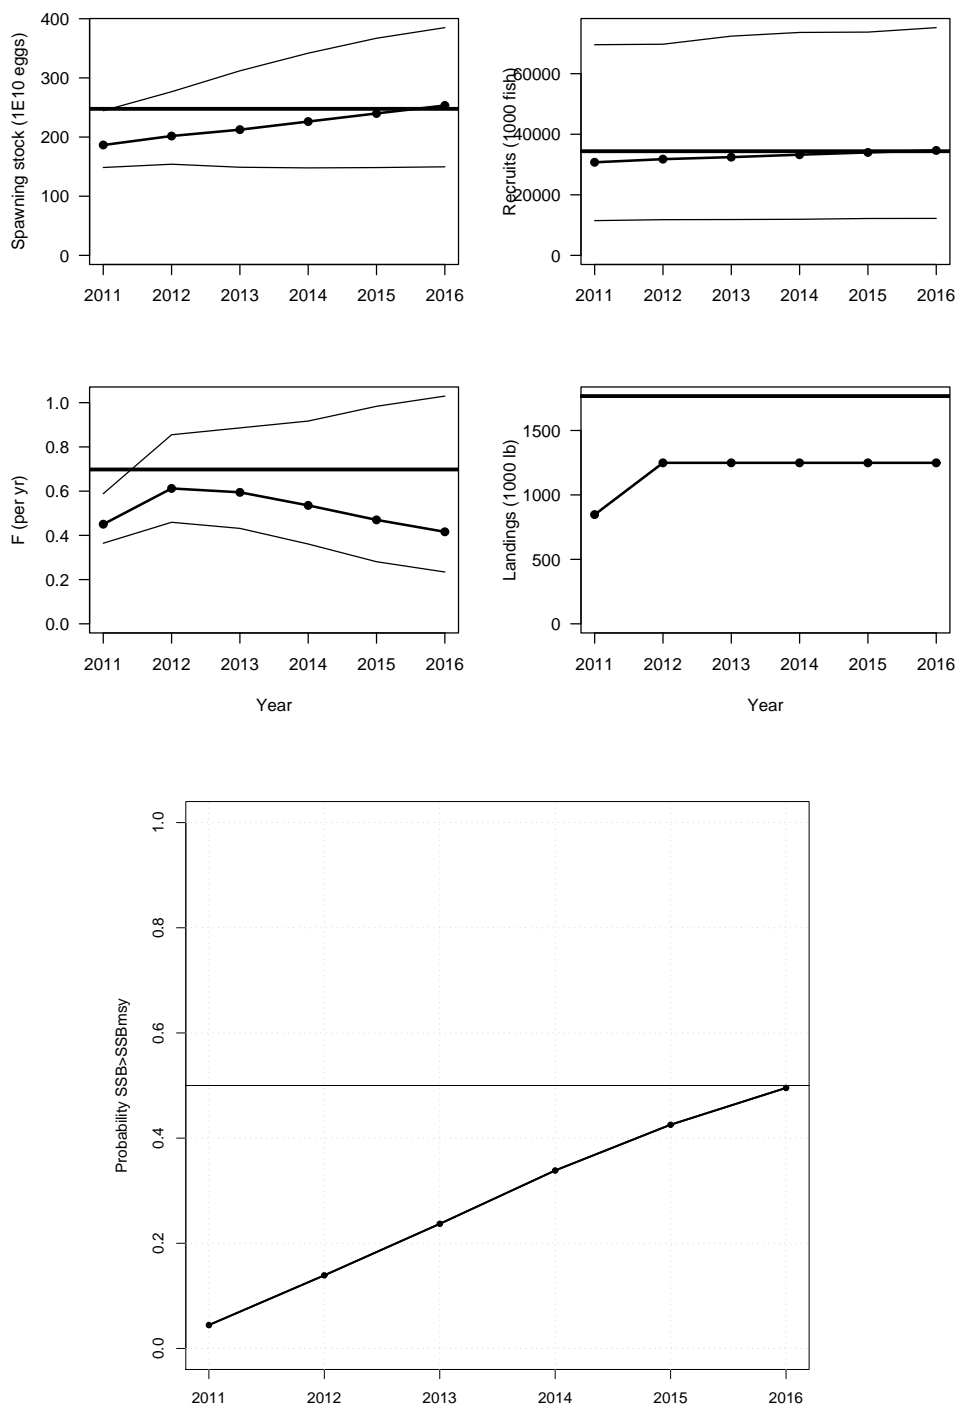 Spawning stock (1E10 eggs)
400
300
200
100
0
2011 2012 2013 2014 2015 2016
Recruits (1000 fish)
60000
40000
20000
0
2011 2012 2013 2014 2015 2016
F (per yr)
1.0
0.8
0.6
0.4
0.2
0.0
2011 2012 2013 2014 2015 2016
Year
Landings (1000 lb)
1500
1000
500
0
2011 2012 2013 2014 2015 2016
Year
Probability SSB>SSBmsy
1.0
0.8
0.6
0.4
0.2
0.0
2011 2012 2013 2014 2015 2016